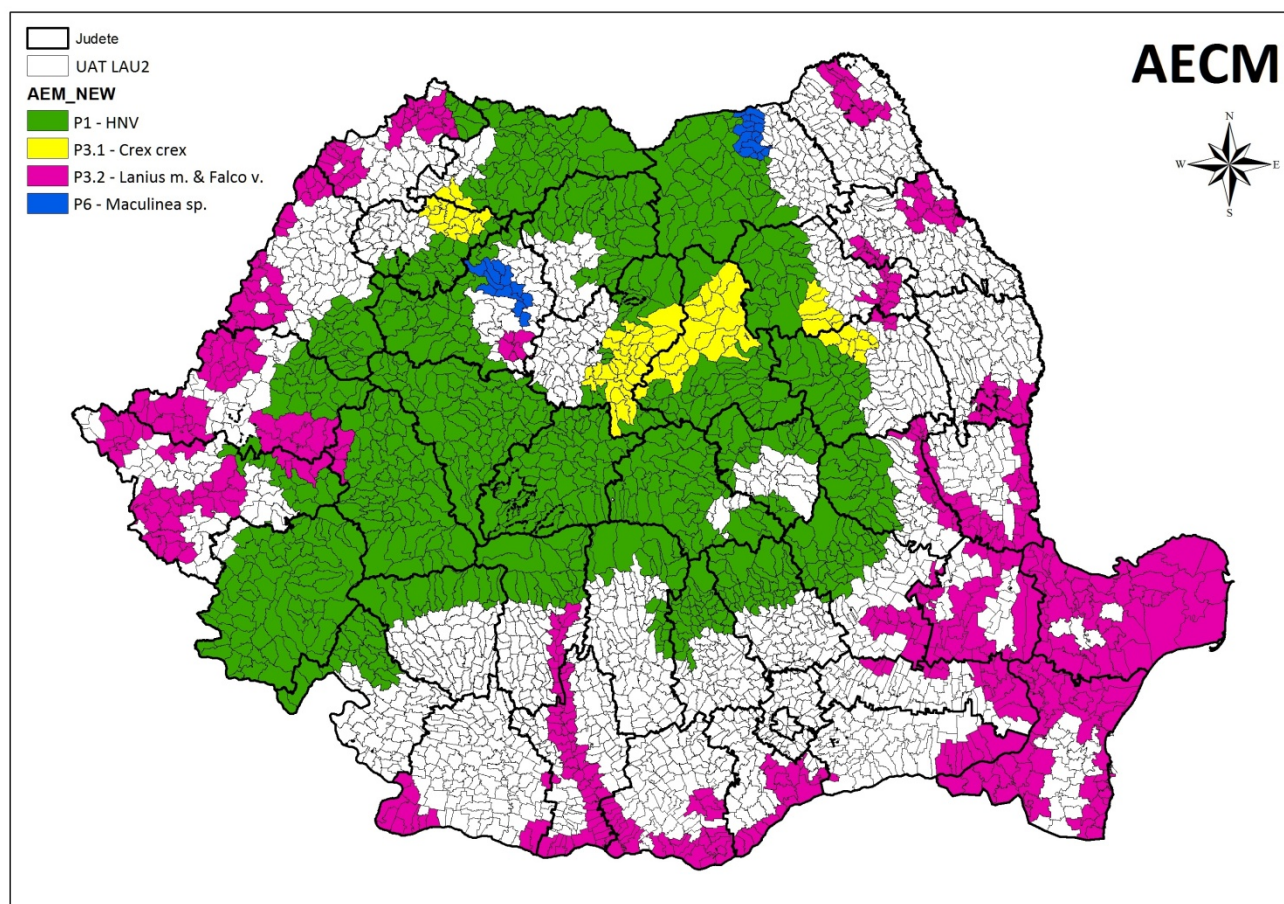 Judete
UAT LAU2
AEM_NEW
P1 - HNV
P3.1 - Crex crex
P3.2 - Lanius m. & Falco v.
P6 - Maculinea sp.
AECM
N
W
E
S